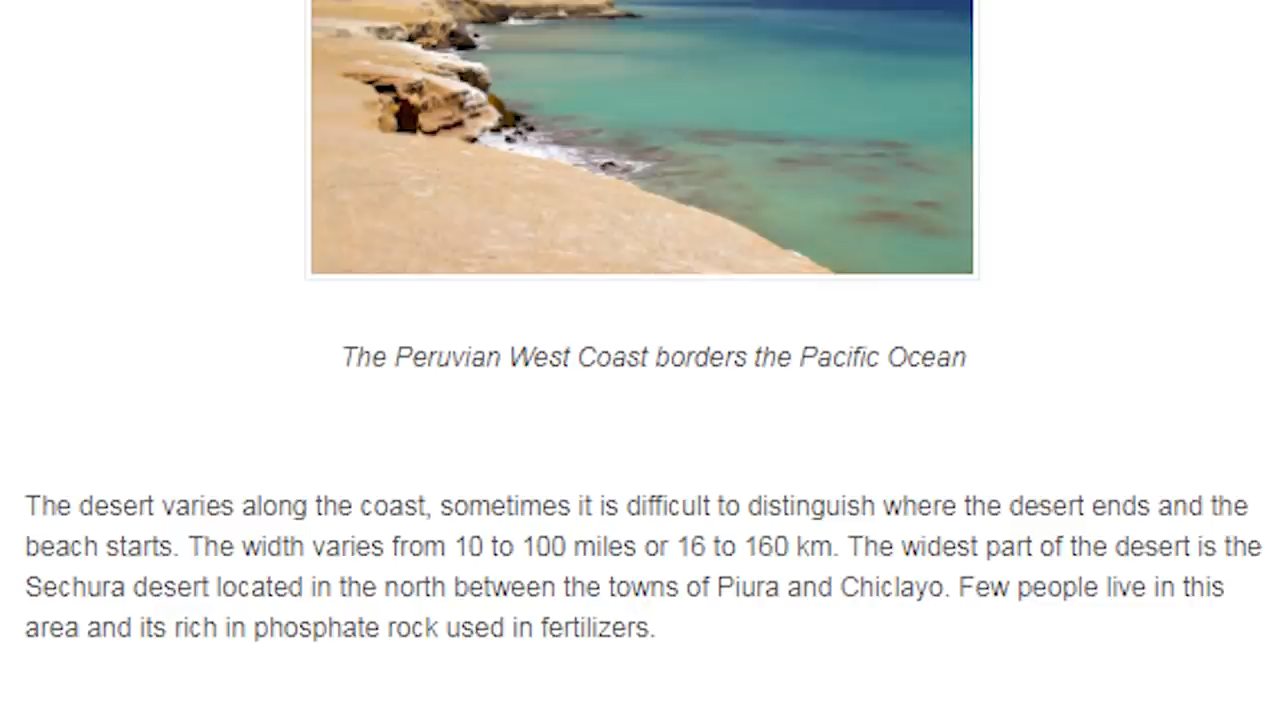 The Peruvian West Coast borders the Pacific Ocean
The desert varies along the coast, sometimes it is difficult to distinguish where the desert ends and the
beach starts. The width varies from 10 to 100 miles or 16 to 160 km. The widest part of the desert is the
Sechura desert located in the north between the towns of Piura and Chiclayo. Few people live in this
area and its rich in phosphate rock used in fertilizers.